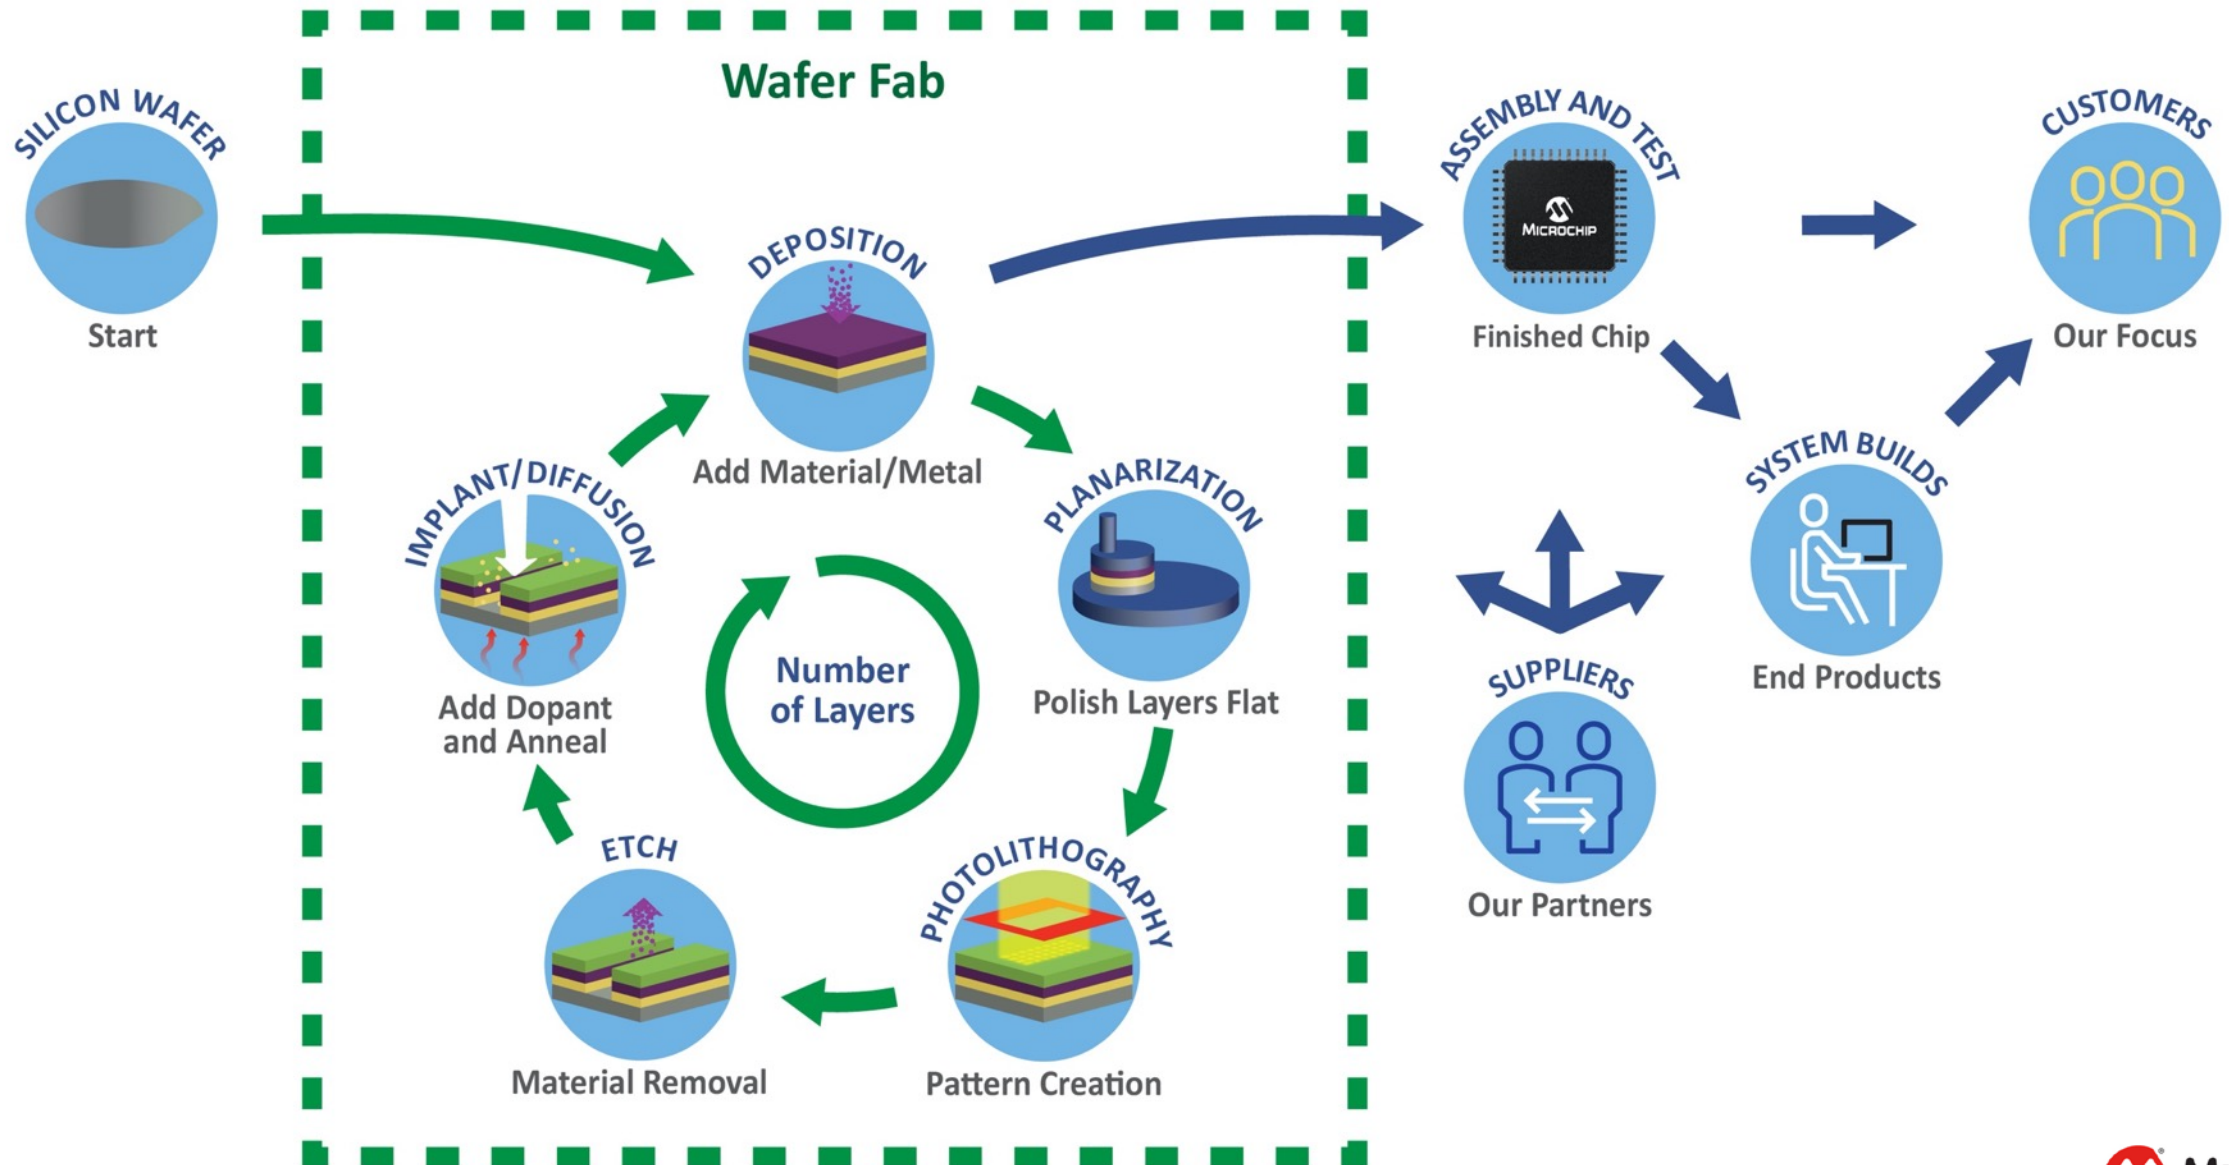 Wafer Fab
SILICON WAFER
Start
DEPOSITION
Add Material/Metal
PLANARIZATION
Polish Layers Flat
PHOTOLITHOGRAPHY
Pattern Creation
ETCH
Material Removal
IMPLANT/DIFFUSION
Add Dopant
and Anneal
Number
of Layers
ASSEMBLY AND TEST
MICROCHIP
Finished Chip
CUSTOMERS
Our Focus
SYSTEM BUILDS
End Products
SUPPLIERS
Our Partners